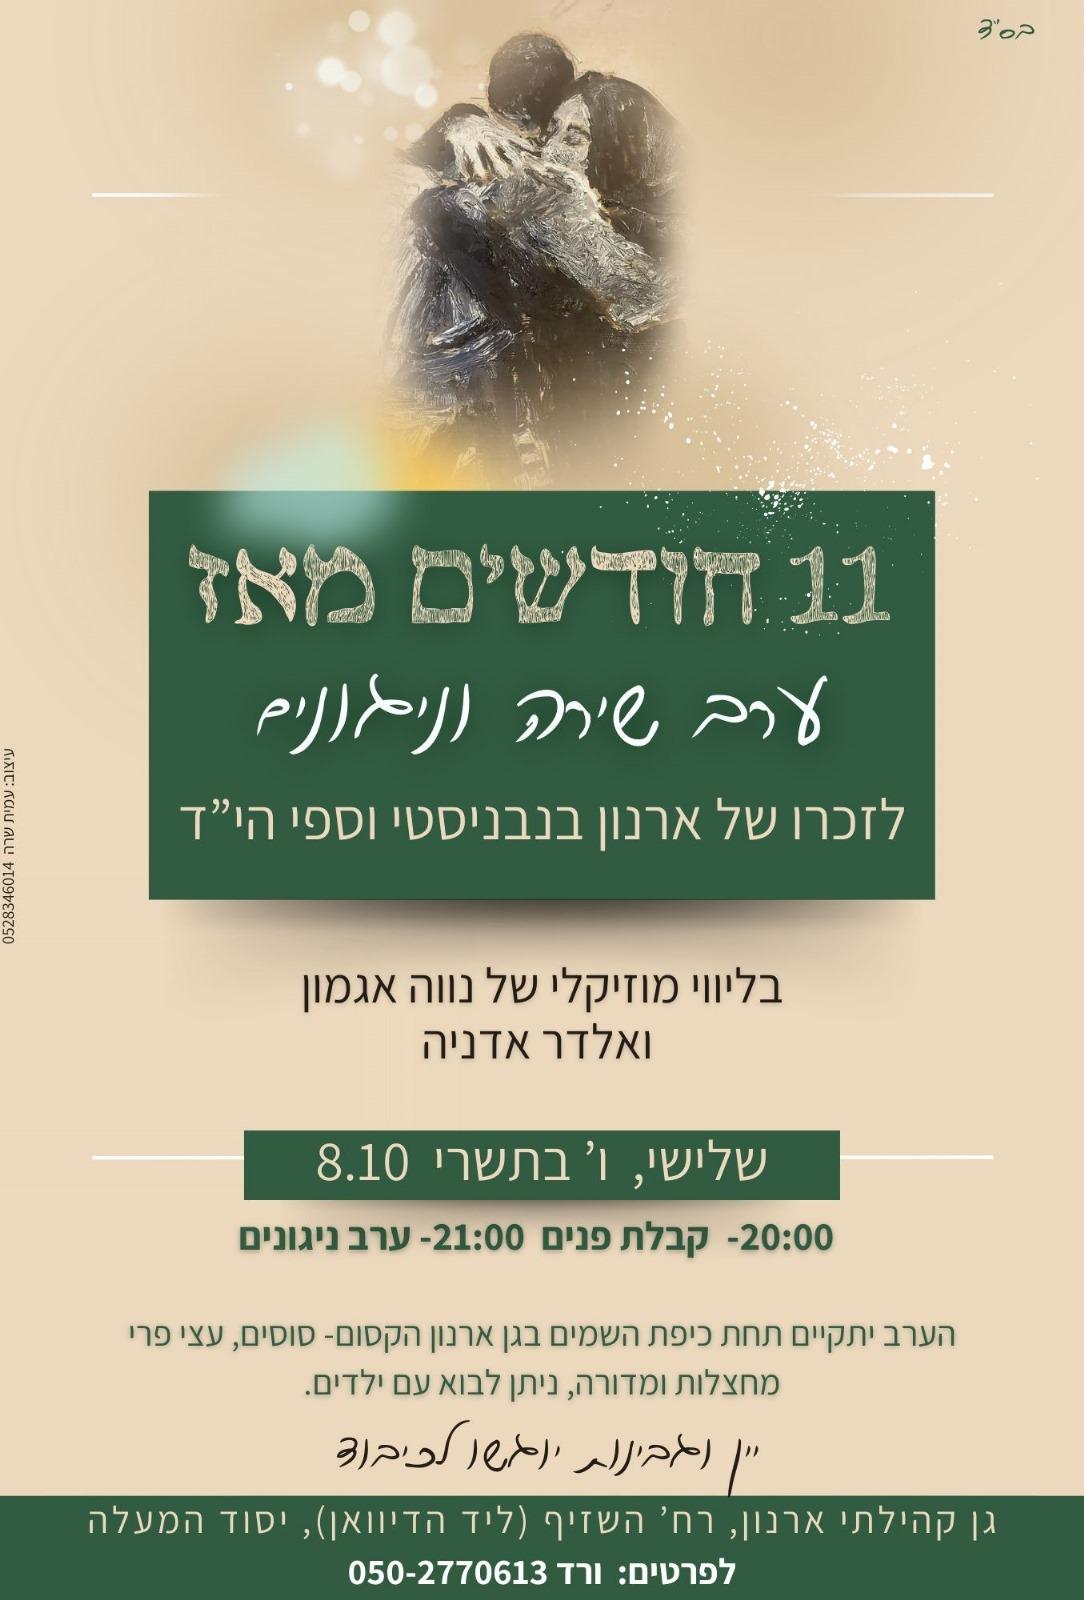 בס"ד
11 חודשים מאז
ערב שירה וניגונים
לזכרו של ארנון בנבניסטי וספי הי"ד
בליווי מוזיקלי של נווה אגמון
ואלדר אדניה
שלישי, ו' בתשרי 8.10
20:00- קבלת פנים 21:00- ערב ניגונים
הערב יתקיים תחת כיפת השמים בגן ארנון הקסום- סוסים, עצי פרי
מחצלות ומדורה, ניתן לבוא עם ילדים.
יין וגבינות יוגשו לכיבוד
גן קהילתי ארנון, רח' השזיף (ליד הדיוואן), יסוד המעלה
לפרטים: ורד 050-2770613
עיצוב: עמית שרה 0528346014